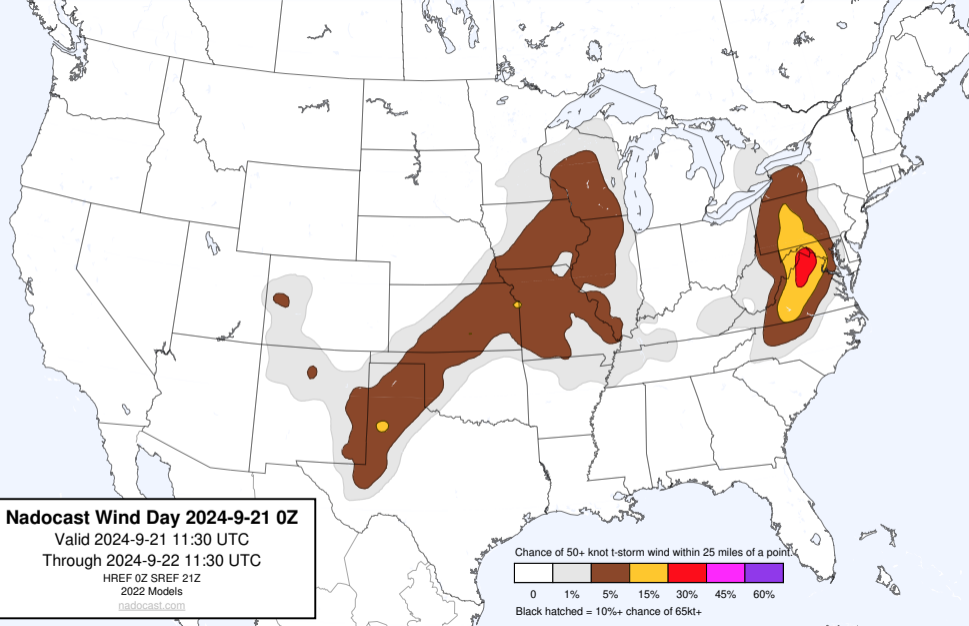 Nadocast Wind Day 2024-9-21 0Z
Valid 2024-9-21 11:30 UTC
Through 2024-9-22 11:30 UTC
HREF 0Z SREF 21Z
2022 Models
nadocast.com
Chance of 50+ knot t-storm wind within 25 miles of a point.
0 1% 5% 15% 30% 45% 60%
Black hatched = 10%+ chance of 65kt+